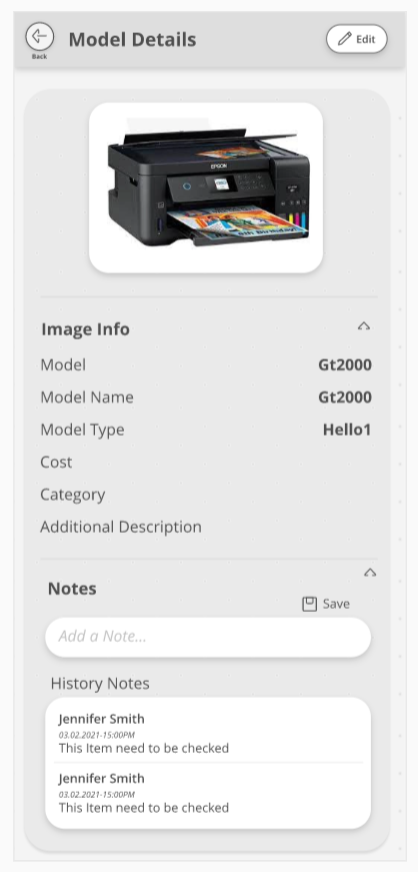 Back
Model Details
Edit
EPSON
Birthday!
Image Info
Model Gt2000
Model Name Gt2000
Model Type Hello1
Cost
Category
Additional Description
Notes
Save
Add a Note...
History Notes
Jennifer Smith
03.02.2021-15:00PM
This Item need to be checked
Jennifer Smith
03.02.2021-15:00PM
This Item need to be checked